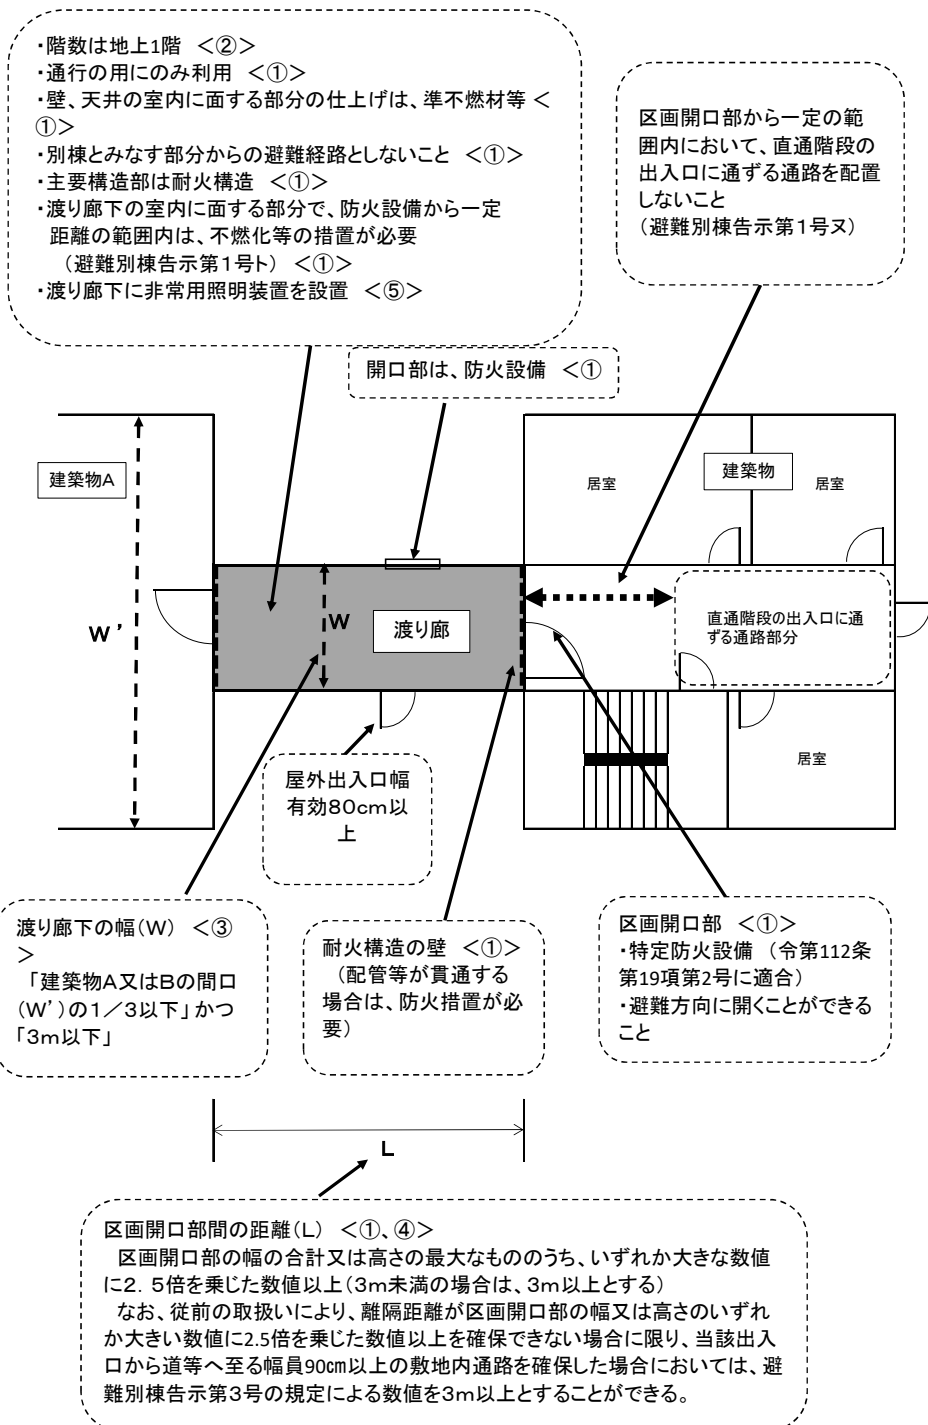 ・階数は地上1階 <②>
・通行の用にのみ利用 <①>
・壁、天井の室内に面する部分の仕上げは、準不燃材等 <
①>
・別棟とみなす部分からの避難経路としないこと <①>
・主要構造部は耐火構造 <①>
・渡り廊下の室内に面する部分で、防火設備から一定
距離の範囲内は、不燃化等の措置が必要
(避難別棟告示第1号ト) <①>
・渡り廊下に非常用照明装置を設置 <⑤>
区画開口部から一定の範
囲内において、直通階段の
出入口に通ずる通路を配置
しないこと
(避難別棟告示第1号ヌ)
開口部は、防火設備 <①
建築物A
居室
建築物
居室
W'
W
渡り廊
直通階段の出入口に通
ずる通路部分
屋外出入口幅
有効80cm以
上
居室
渡り廊下の幅(W) <③
>
「建築物A又はBの間口
(W')の1/3以下」かつ
「3m以下」
耐火構造の壁 <①>
(配管等が貫通する
場合は、防火措置が必
要)
区画開口部 <①>
・特定防火設備 (令第112条
第19項第2号に適合)
・避難方向に開くことができる
こと
L
区画開口部間の距離(L) <①、④>
区画開口部の幅の合計又は高さの最大なもののうち、いずれか大きな数値
に2.5倍を乗じた数値以上(3m未満の場合は、3m以上とする)
なお、従前の取扱いにより、離隔距離が区画開口部の幅又は高さのいずれ
か大きい数値に2.5倍を乗じた数値以上を確保できない場合に限り、当該出入
口から道等へ至る幅員90㎝以上の敷地内通路を確保した場合においては、避
難別棟告示第3号の規定による数値を3m以上とすることができる。